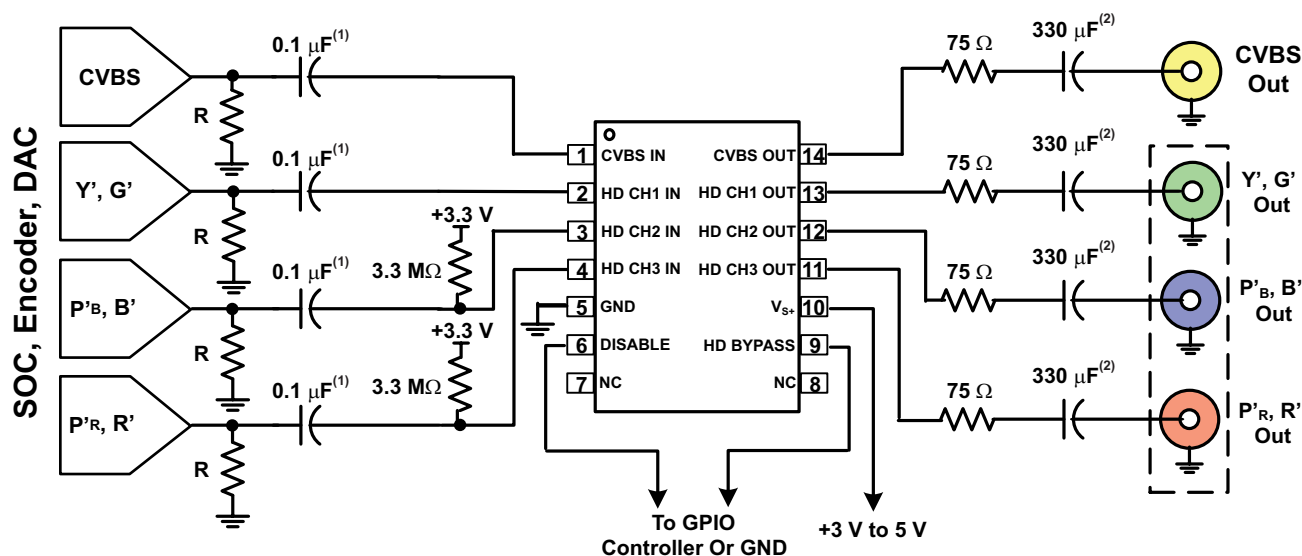 SOC, Encoder, DAC
CVBS
R
0.1 μF(1)
Y', G'
R
0.1 μF(1)
P'B, B'
R
0.1 μF(1)
+3.3 V
3.3 MΩ
P'R, R'
R
0.1 μF(1)
+3.3 V
3.3 MΩ
1 CVBS IN
2 HD CH1 IN
3 HD CH2 IN
4 HD CH3 IN
5 GND
6 DISABLE
7 NC
CVBS OUT 14
HD CH1 OUT 13
HD CH2 OUT 12
HD CH3 OUT 11
VS+ 10
HD BYPASS 9
NC 8
To GPIO
Controller Or GND
+3 V to 5 V
75 Ω
330 μF(2)
CVBS
Out
75 Ω
330 μF(2)
Y', G'
Out
75 Ω
330 μF(2)
P'B, B'
Out
75 Ω
330 μF(2)
P'R, R'
Out